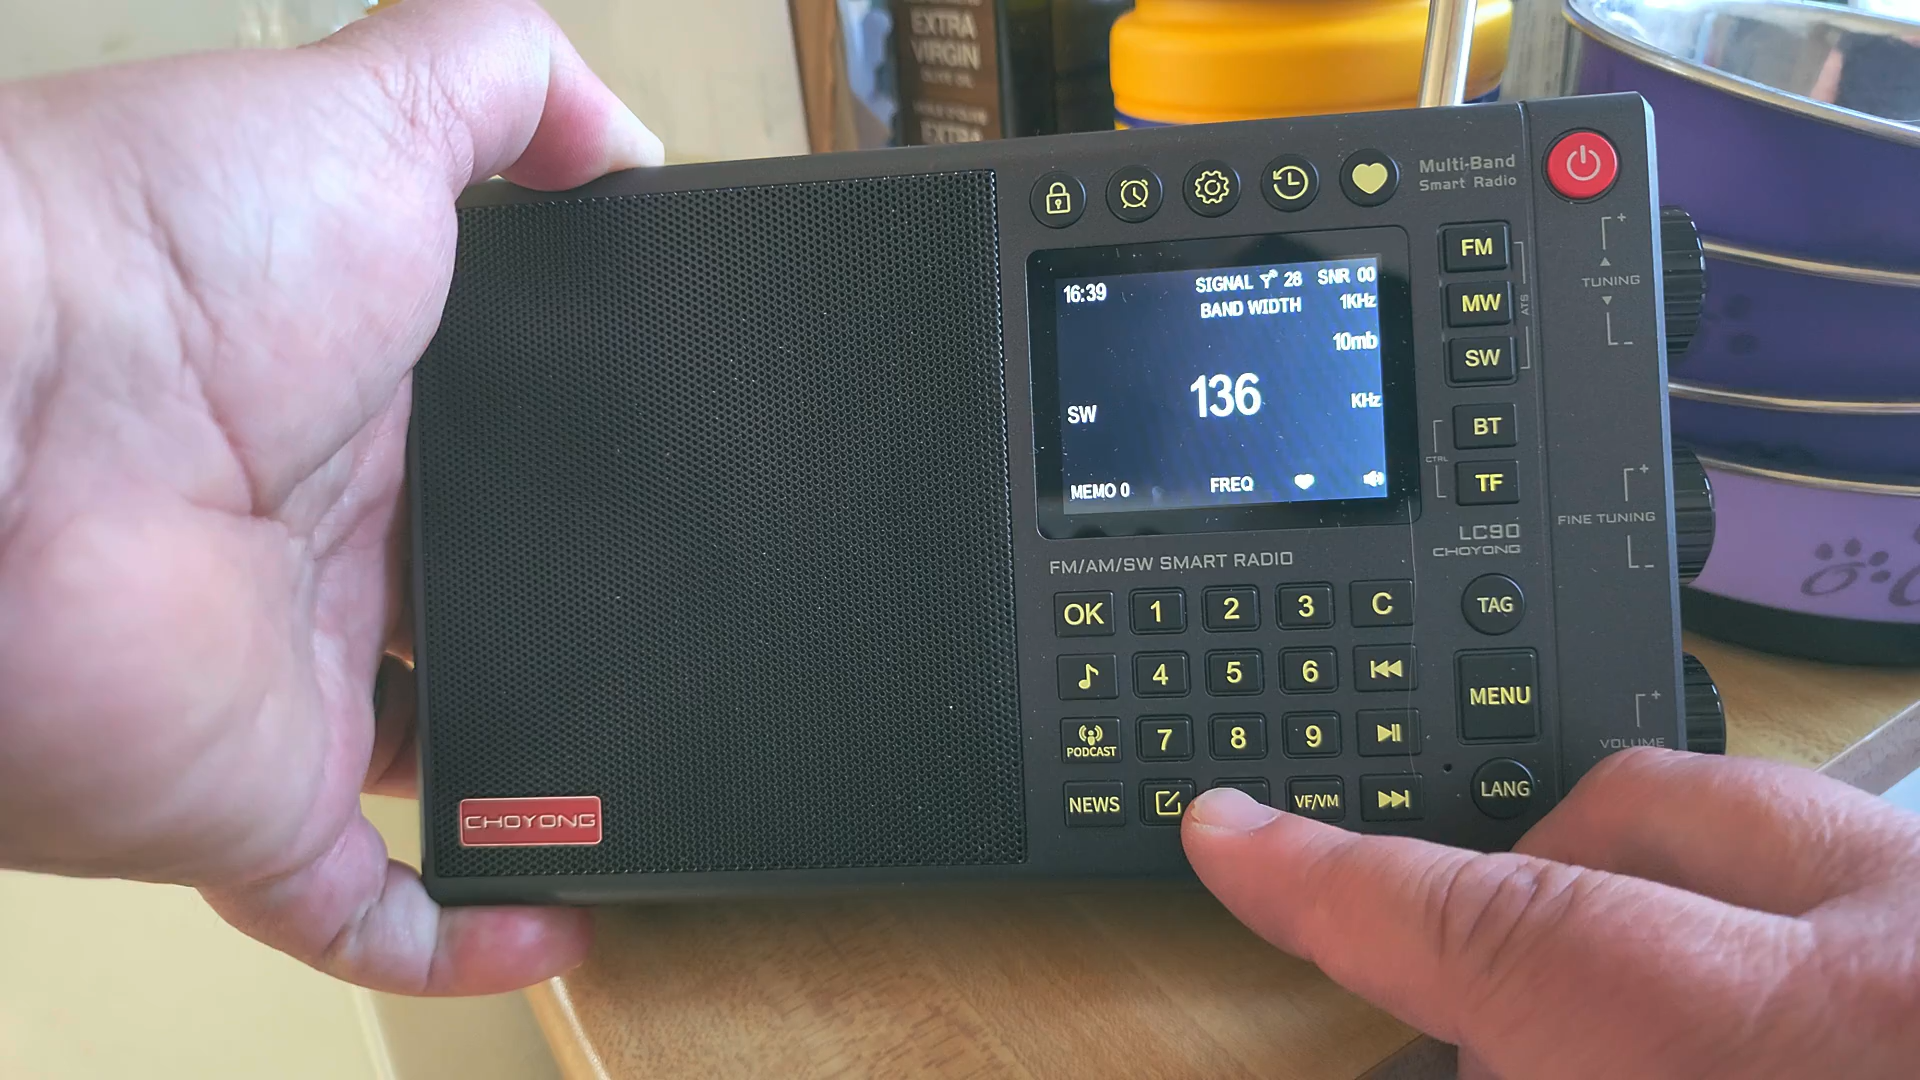 EXTRA
VIRGIN
OLIVE OIL
EXTRA
Multi-Band
Smart Radio
16:39
SIGNAL 28 SNR 00
BAND WIDTH 1KHz
10mb
SW 136 KHz
MEMO 0 FREQ
FM
MW
SW
ATS
BT
TF
CTRL
LC90
CHOYONG
TUNING
FINE TUNING
VOLUME
FM/AM/SW SMART RADIO
OK 1 2 3 C
4 5 6
PODCAST 7 8 9
NEWS VF/VM
TAG
MENU
LANG
CHOYONG